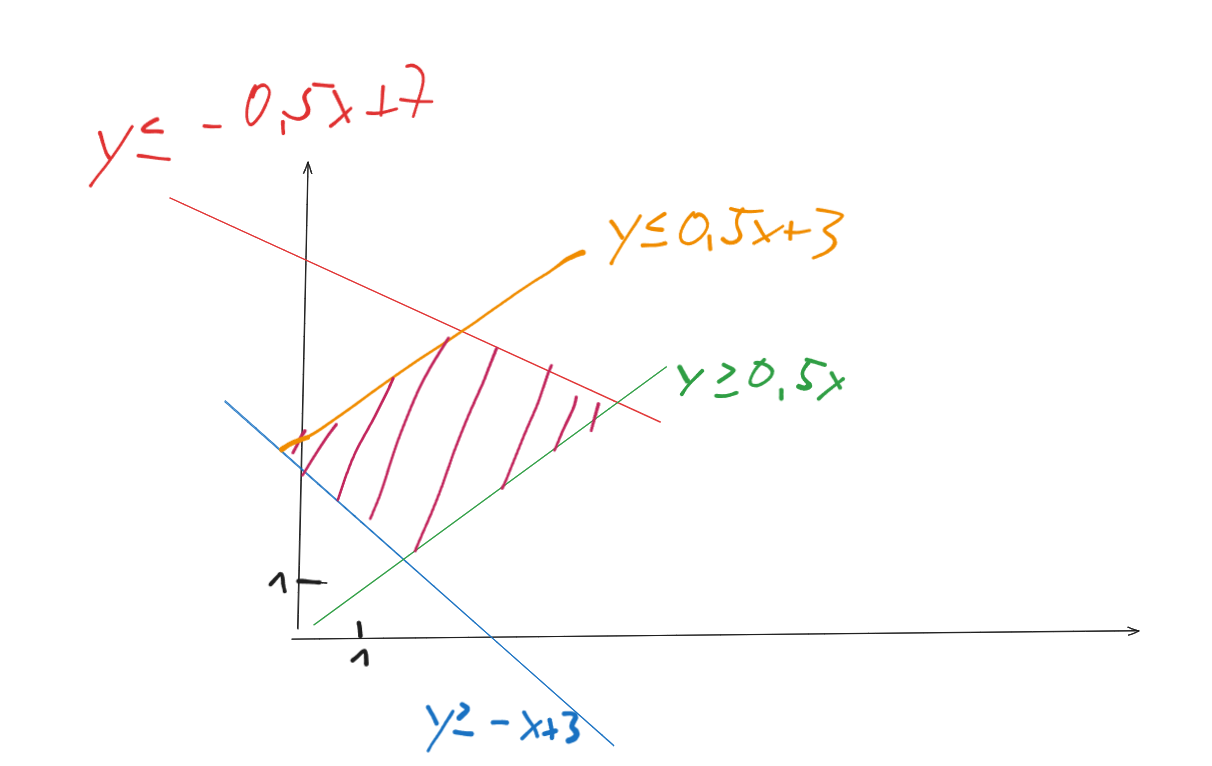 y ≤ - 0,5x+7
y≤0,5x+3
y≥0,5x
1
1
y≥ - x+3